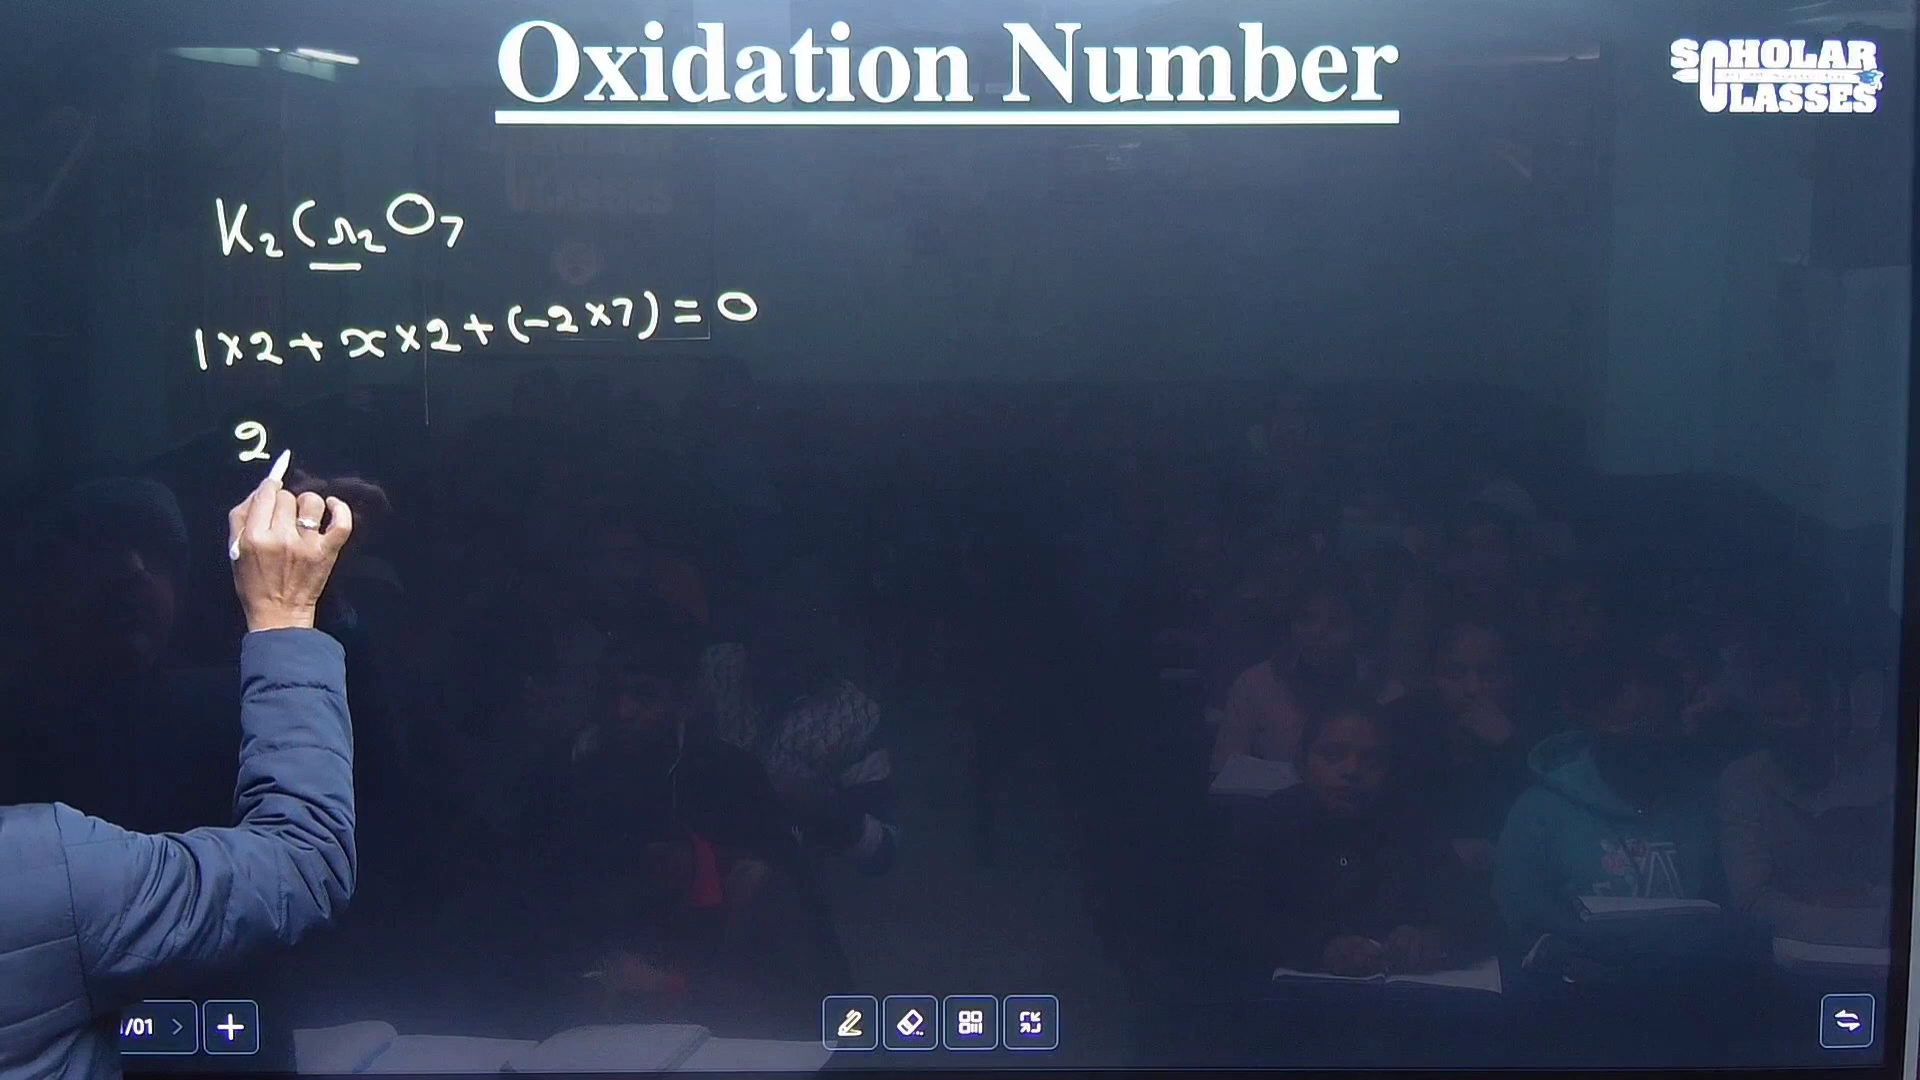 Oxidation Number
SCHOLAR
CLASSES
K₂Cr₂O₇
1×2+x×2+(-2×7)=0
2
/01 >
+